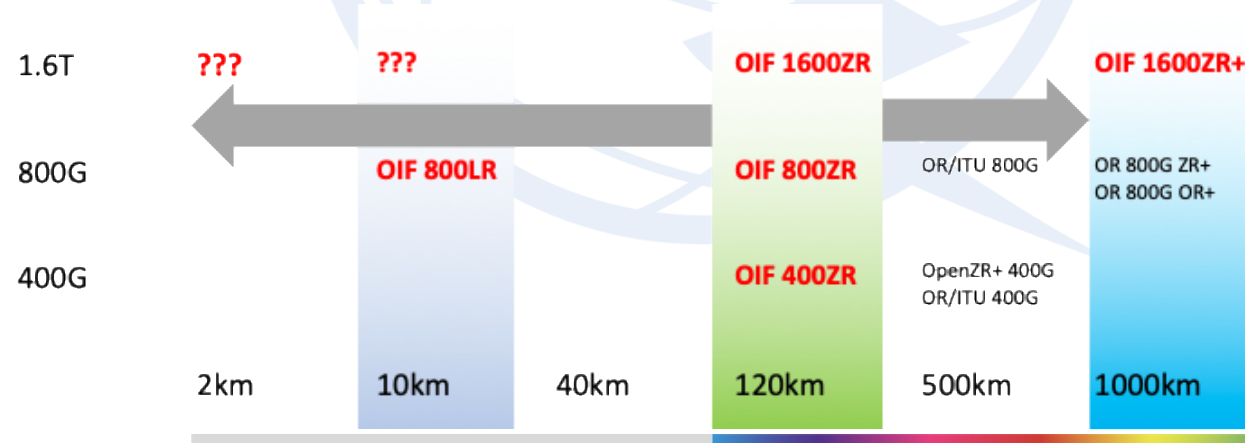 1.6T
???
???
OIF 1600ZR
OIF 1600ZR+
800G
OIF 800LR
OIF 800ZR
OR/ITU 800G
OR 800G ZR+
OR 800G OR+
400G
OIF 400ZR
OpenZR+ 400G
OR/ITU 400G
2km
10km
40km
120km
500km
1000km